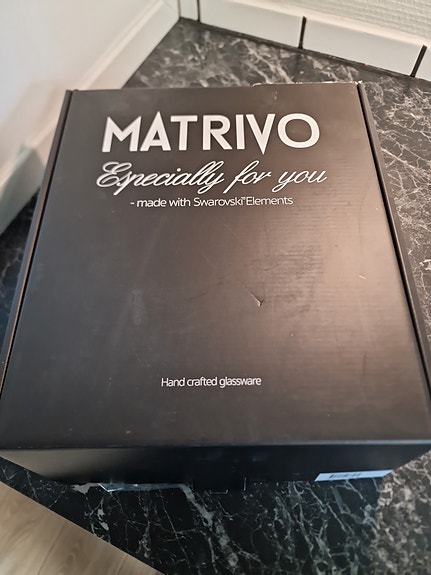 MATRIVO
Especially for you
- made with Swarovski® Elements
Hand crafted glassware